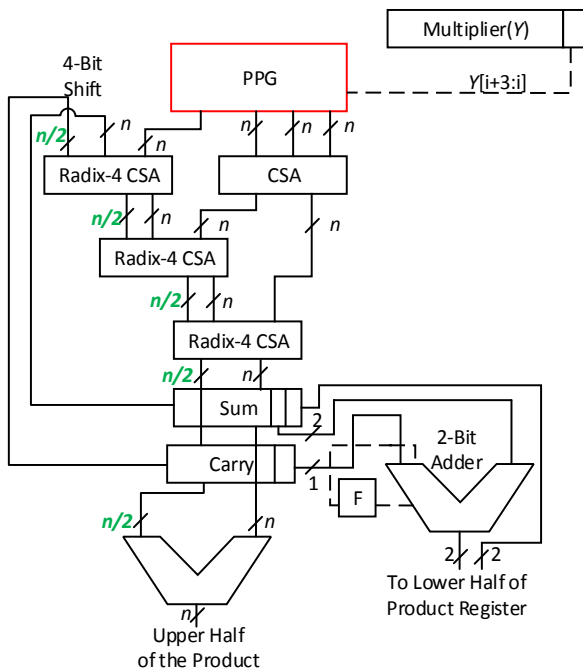 Multiplier(Y)
4-Bit
Shift
PPG
Y[i+3:i]
n/2
n
n
n
n
n
Radix-4 CSA
CSA
n/2
n
n
n
Radix-4 CSA
n/2
n
Radix-4 CSA
n/2
n
Sum
2
2-Bit
Adder
Carry
1
F
n/2
n
2
2
To Lower Half of
Product Register
n
Upper Half
of the Product